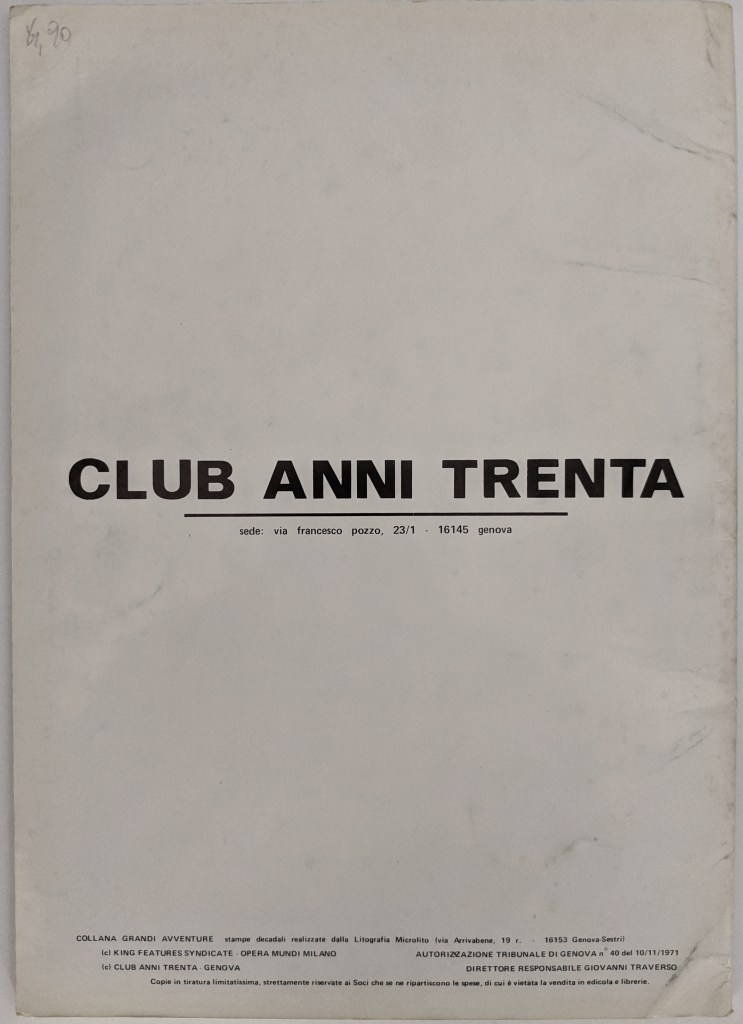 CLUB ANNI TRENTA
sede: via francesco pozzo, 23/1 - 16145 genova
COLLANA GRANDI AVVENTURE stampe decadali realizzate dalla Litografia Microlito (via Arrivabene, 19 r. - 16153 Genova-Sestri)
(c) KING FEATURES SYNDICATE - OPERA MUNDI MILANO AUTORIZZAZIONE TRIBUNALE DI GENOVA n° 40 del 10/11/1971
(c) CLUB ANNI TRENTA - GENOVA DIRETTORE RESPONSABILE GIOVANNI TRAVERSO
Copie in tiratura limitatissima, strettamente riservate ai Soci che se ne ripartiscono le spese, di cui è vietata la vendita in edicola e librerie.